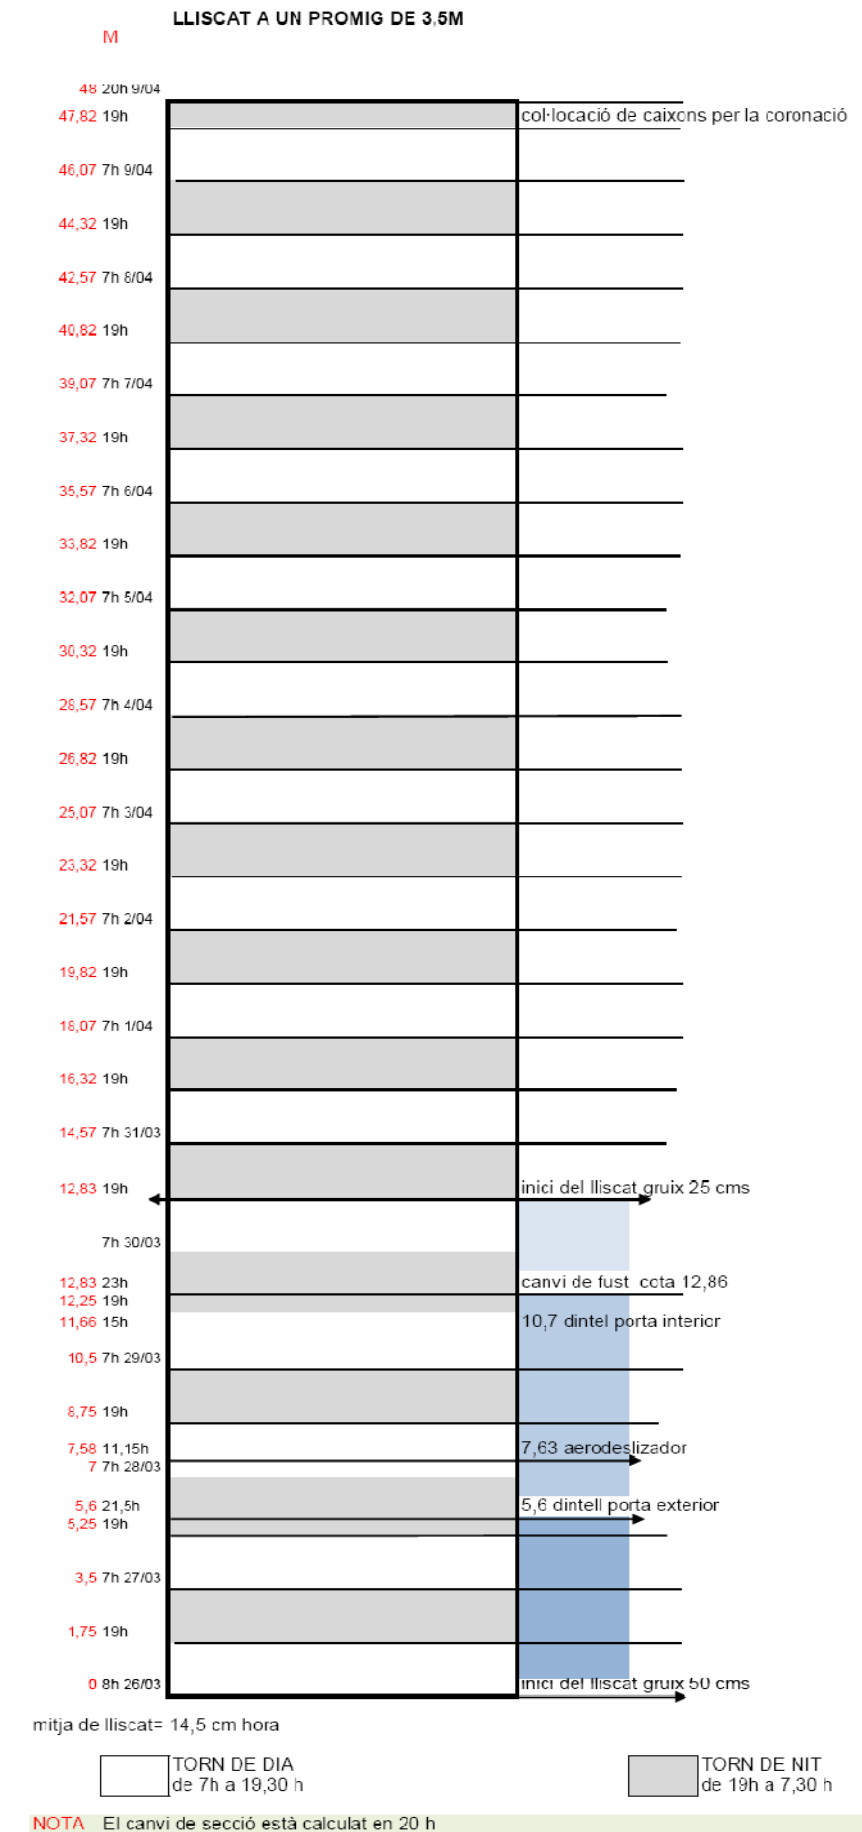 LLISCAT A UN PROMIG DE 3,5M
M
48 20h 9/04
47,82 19h col·locació de caixons per la coronació
46,07 7h 9/04
44,32 19h
42,57 7h 8/04
40,82 19h
39,07 7h 7/04
37,32 19h
35,57 7h 6/04
33,82 19h
32,07 7h 5/04
30,32 19h
28,57 7h 4/04
26,82 19h
25,07 7h 3/04
23,32 19h
21,57 7h 2/04
19,82 19h
18,07 7h 1/04
16,32 19h
14,57 7h 31/03
12,83 19h inici del lliscat gruix 25 cms
7h 30/03
12,83 23h canvi de fust cota 12,86
12,25 19h
11,66 15h 10,7 dintel porta interior
10,5 7h 29/03
8,75 19h
7,58 11,15h 7,63 aerodeslizador
7 7h 28/03
5,6 21,5h 5,6 dintell porta exterior
5,25 19h
3,5 7h 27/03
1,75 19h
0 8h 26/03 inici del lliscat gruix 50 cms
mitja de lliscat= 14,5 cm hora
TORN DE DIA TORN DE NIT
de 7h a 19,30 h de 19h a 7,30 h
NOTA El canvi de secció està calculat en 20 h